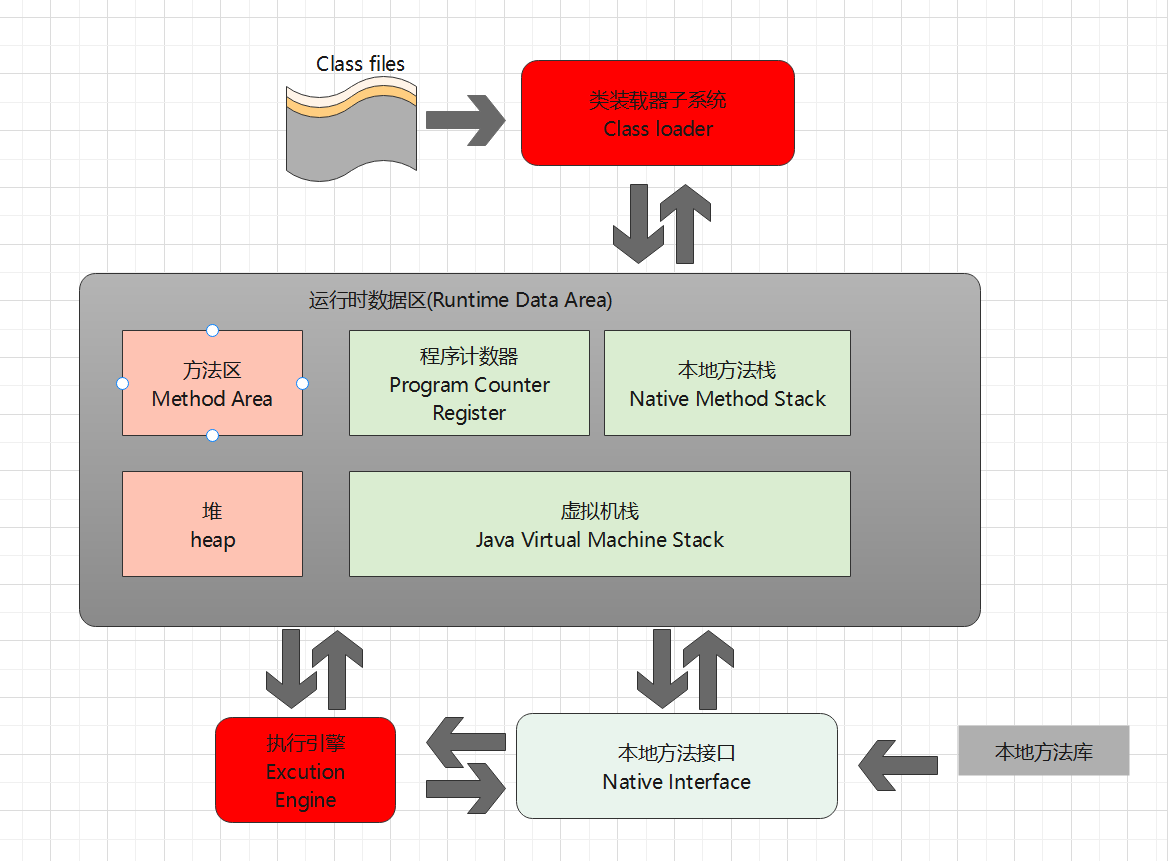 Class files
类装载器子系统
Class loader
运行时数据区(Runtime Data Area)
方法区
Method Area
程序计数器
Program Counter
Register
本地方法栈
Native Method Stack
堆
heap
虚拟机栈
Java Virtual Machine Stack
执行引擎
Excution
Engine
本地方法接口
Native Interface
本地方法库